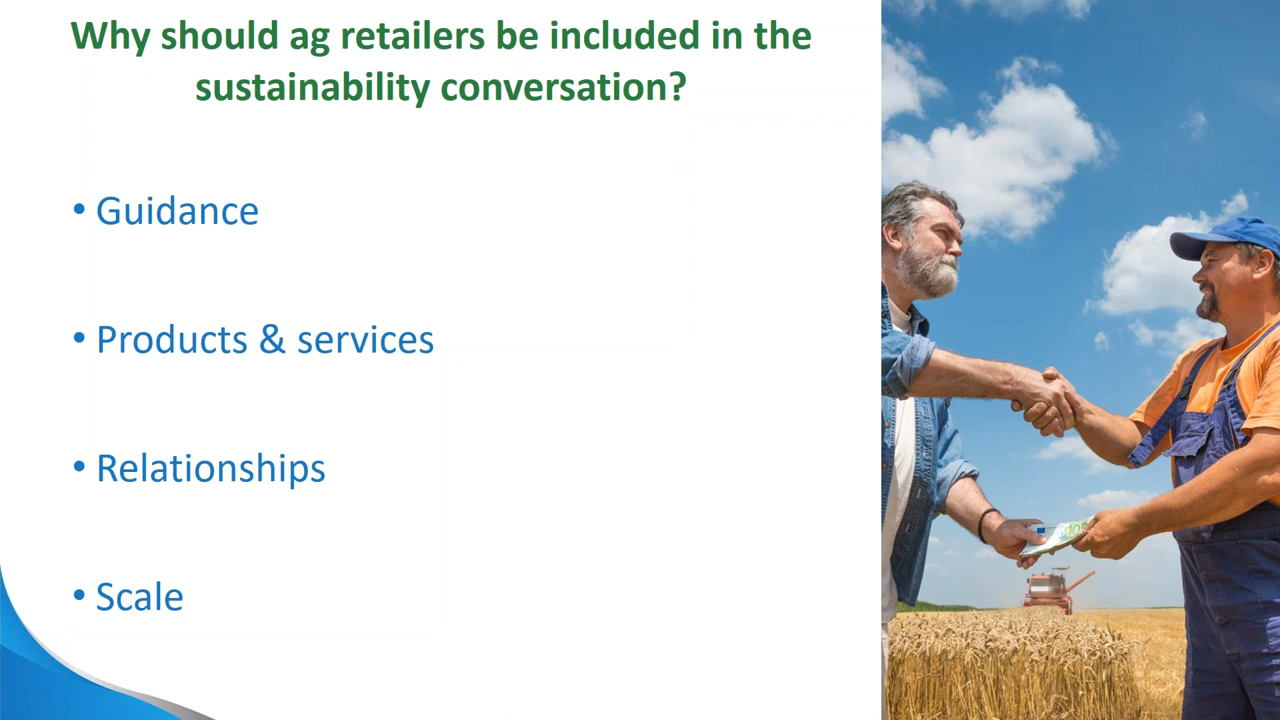 Why should ag retailers be included in the
sustainability conversation?
• Guidance
• Products & services
• Relationships
• Scale